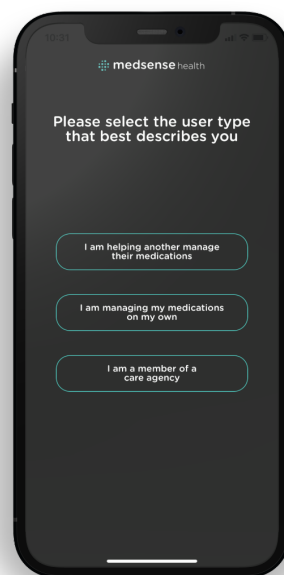 10:31
medsense health
Please select the user type
that best describes you
I am helping another manage
their medications
I am managing my medications
on my own
I am a member of a
care agency